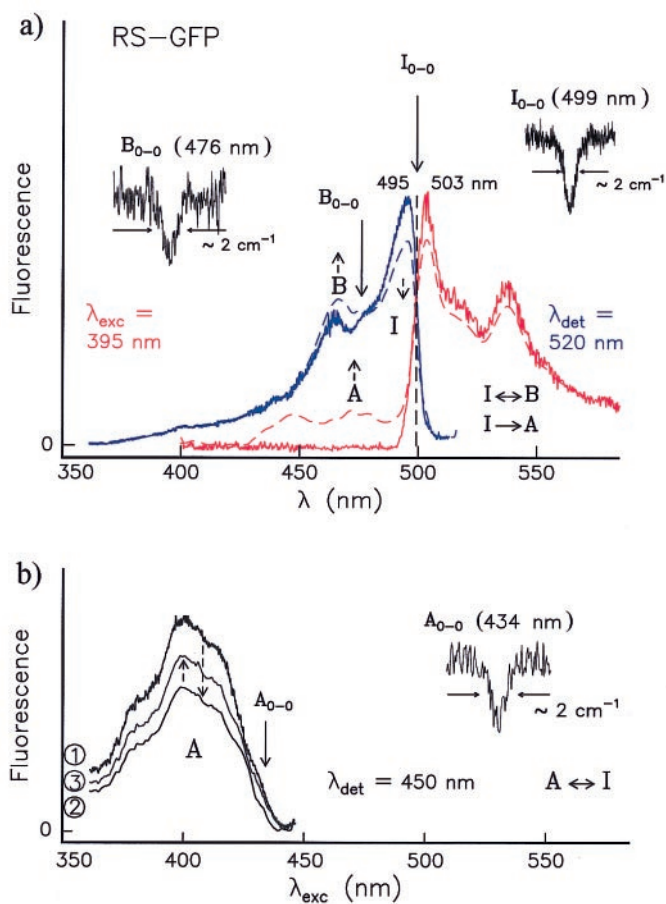 a)
RS-GFP
I0-0
B0-0 (476 nm)
I0-0 (499 nm)
~ 2 cm-1
~ 2 cm-1
B0-0
495
503 nm
Fluorescence
λexc =
395 nm
B
I
A
λdet =
520 nm
I↔B
I→A
0
350
400
450
500
550
λ (nm)
b)
Fluorescence
A0-0 (434 nm)
~ 2 cm-1
A0-0
A
①
③
②
λdet = 450 nm
A ↔ I
0
350
400
450
500
550
λexc (nm)